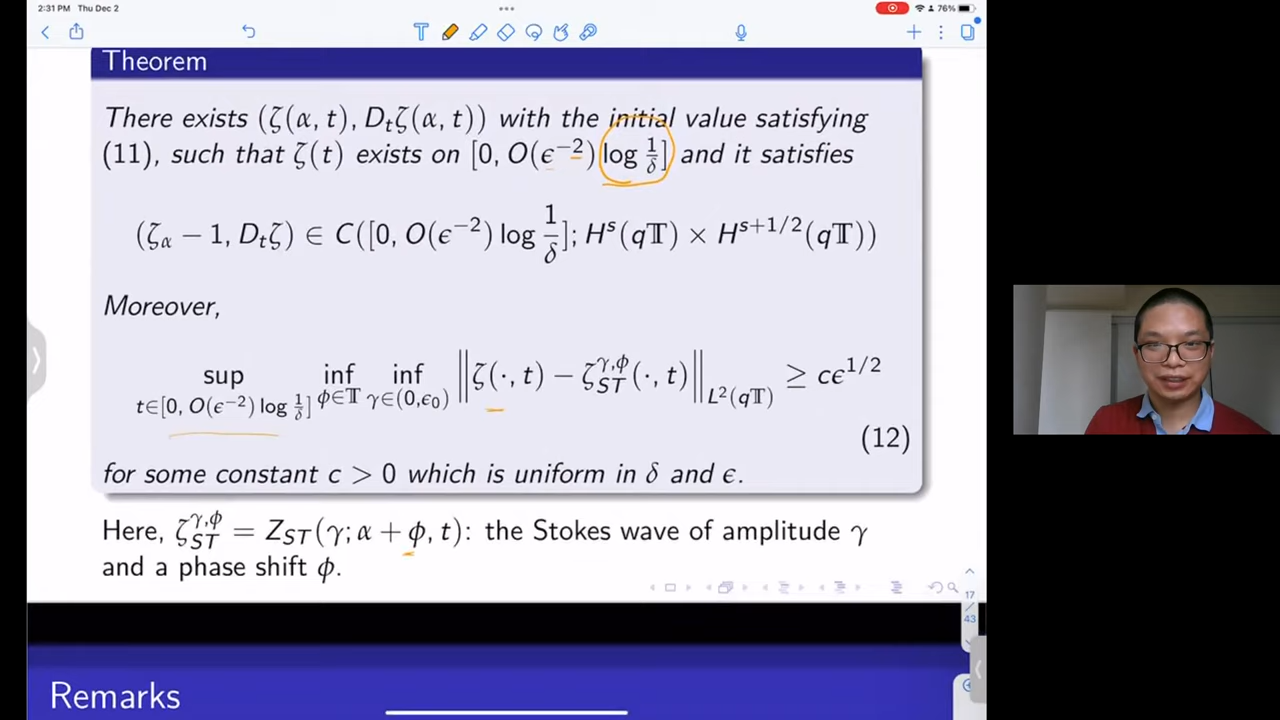 2:31 PM Thu Dec 2
76%
Theorem
There exists (ζ(α, t), D_tζ(α, t)) with the initial value satisfying
(11), such that ζ(t) exists on [0, O(ϵ^{-2}) log 1/δ] and it satisfies
(ζ_α − 1, D_tζ) ∈ C([0, O(ϵ^{-2}) log 1/δ]; H^s(q𝕋) × H^{s+1/2}(q𝕋))
Moreover,
sup_{t∈[0, O(ϵ^{-2}) log 1/δ]} inf_{ϕ∈𝕋} inf_{γ∈(0,ϵ_0)} ‖ζ(·, t) − ζ_{ST}^{γ,ϕ}(·, t)‖_{L^2(q𝕋)} ≥ cϵ^{1/2}
(12)
for some constant c > 0 which is uniform in δ and ϵ.
Here, ζ_{ST}^{γ,ϕ} = Z_{ST}(γ; α + ϕ, t): the Stokes wave of amplitude γ
and a phase shift ϕ.
17
/
43
Remarks